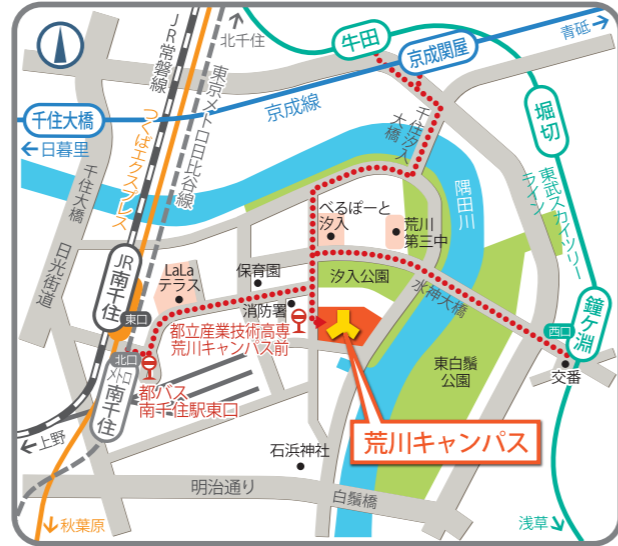 北千住
JR常磐線
つくばエクスプレス
東京メトロ日比谷線
牛田
京成関屋
青砥
千住大橋
京成線
日暮里
千住汐入
大橋
堀切
東武スカイツリー
ライン
隅田川
千住大橋
日光街道
べるぽーと
汐入
荒川
第三中
JR南千住
東口
LaLa
テラス
保育園
汐入公園
水神大橋
消防署
都立産業技術高専
荒川キャンパス前
西口
鐘ケ淵
北口
メトロ南千住
都バス
南千住駅東口
東白鬚
公園
交番
荒川キャンパス
上野
石浜神社
明治通り
白鬚橋
秋葉原
浅草